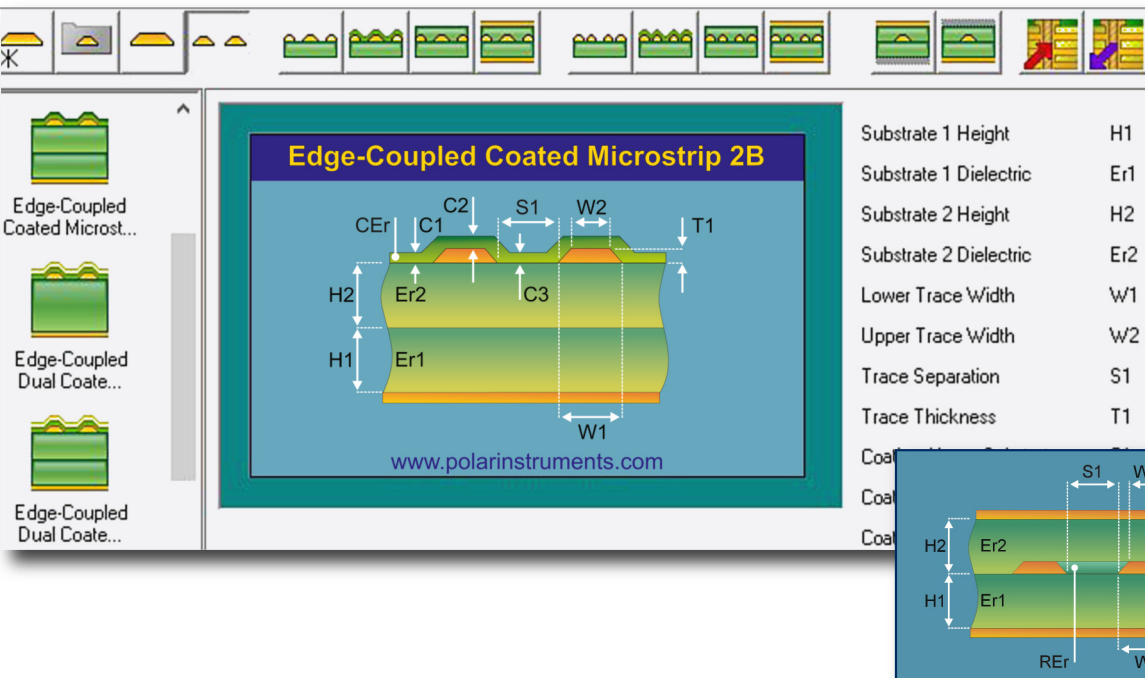 Edge-Coupled
Coated Microst...
Edge-Coupled
Dual Coate...
Edge-Coupled
Dual Coate...
Edge-Coupled Coated Microstrip 2B
CEr
C1
C2
S1
W2
T1
H2
Er2
C3
H1
Er1
W1
www.polarinstruments.com
Substrate 1 Height H1
Substrate 1 Dielectric Er1
Substrate 2 Height H2
Substrate 2 Dielectric Er2
Lower Trace Width W1
Upper Trace Width W2
Trace Separation S1
Trace Thickness T1
S1
H2
Er2
H1
Er1
REr